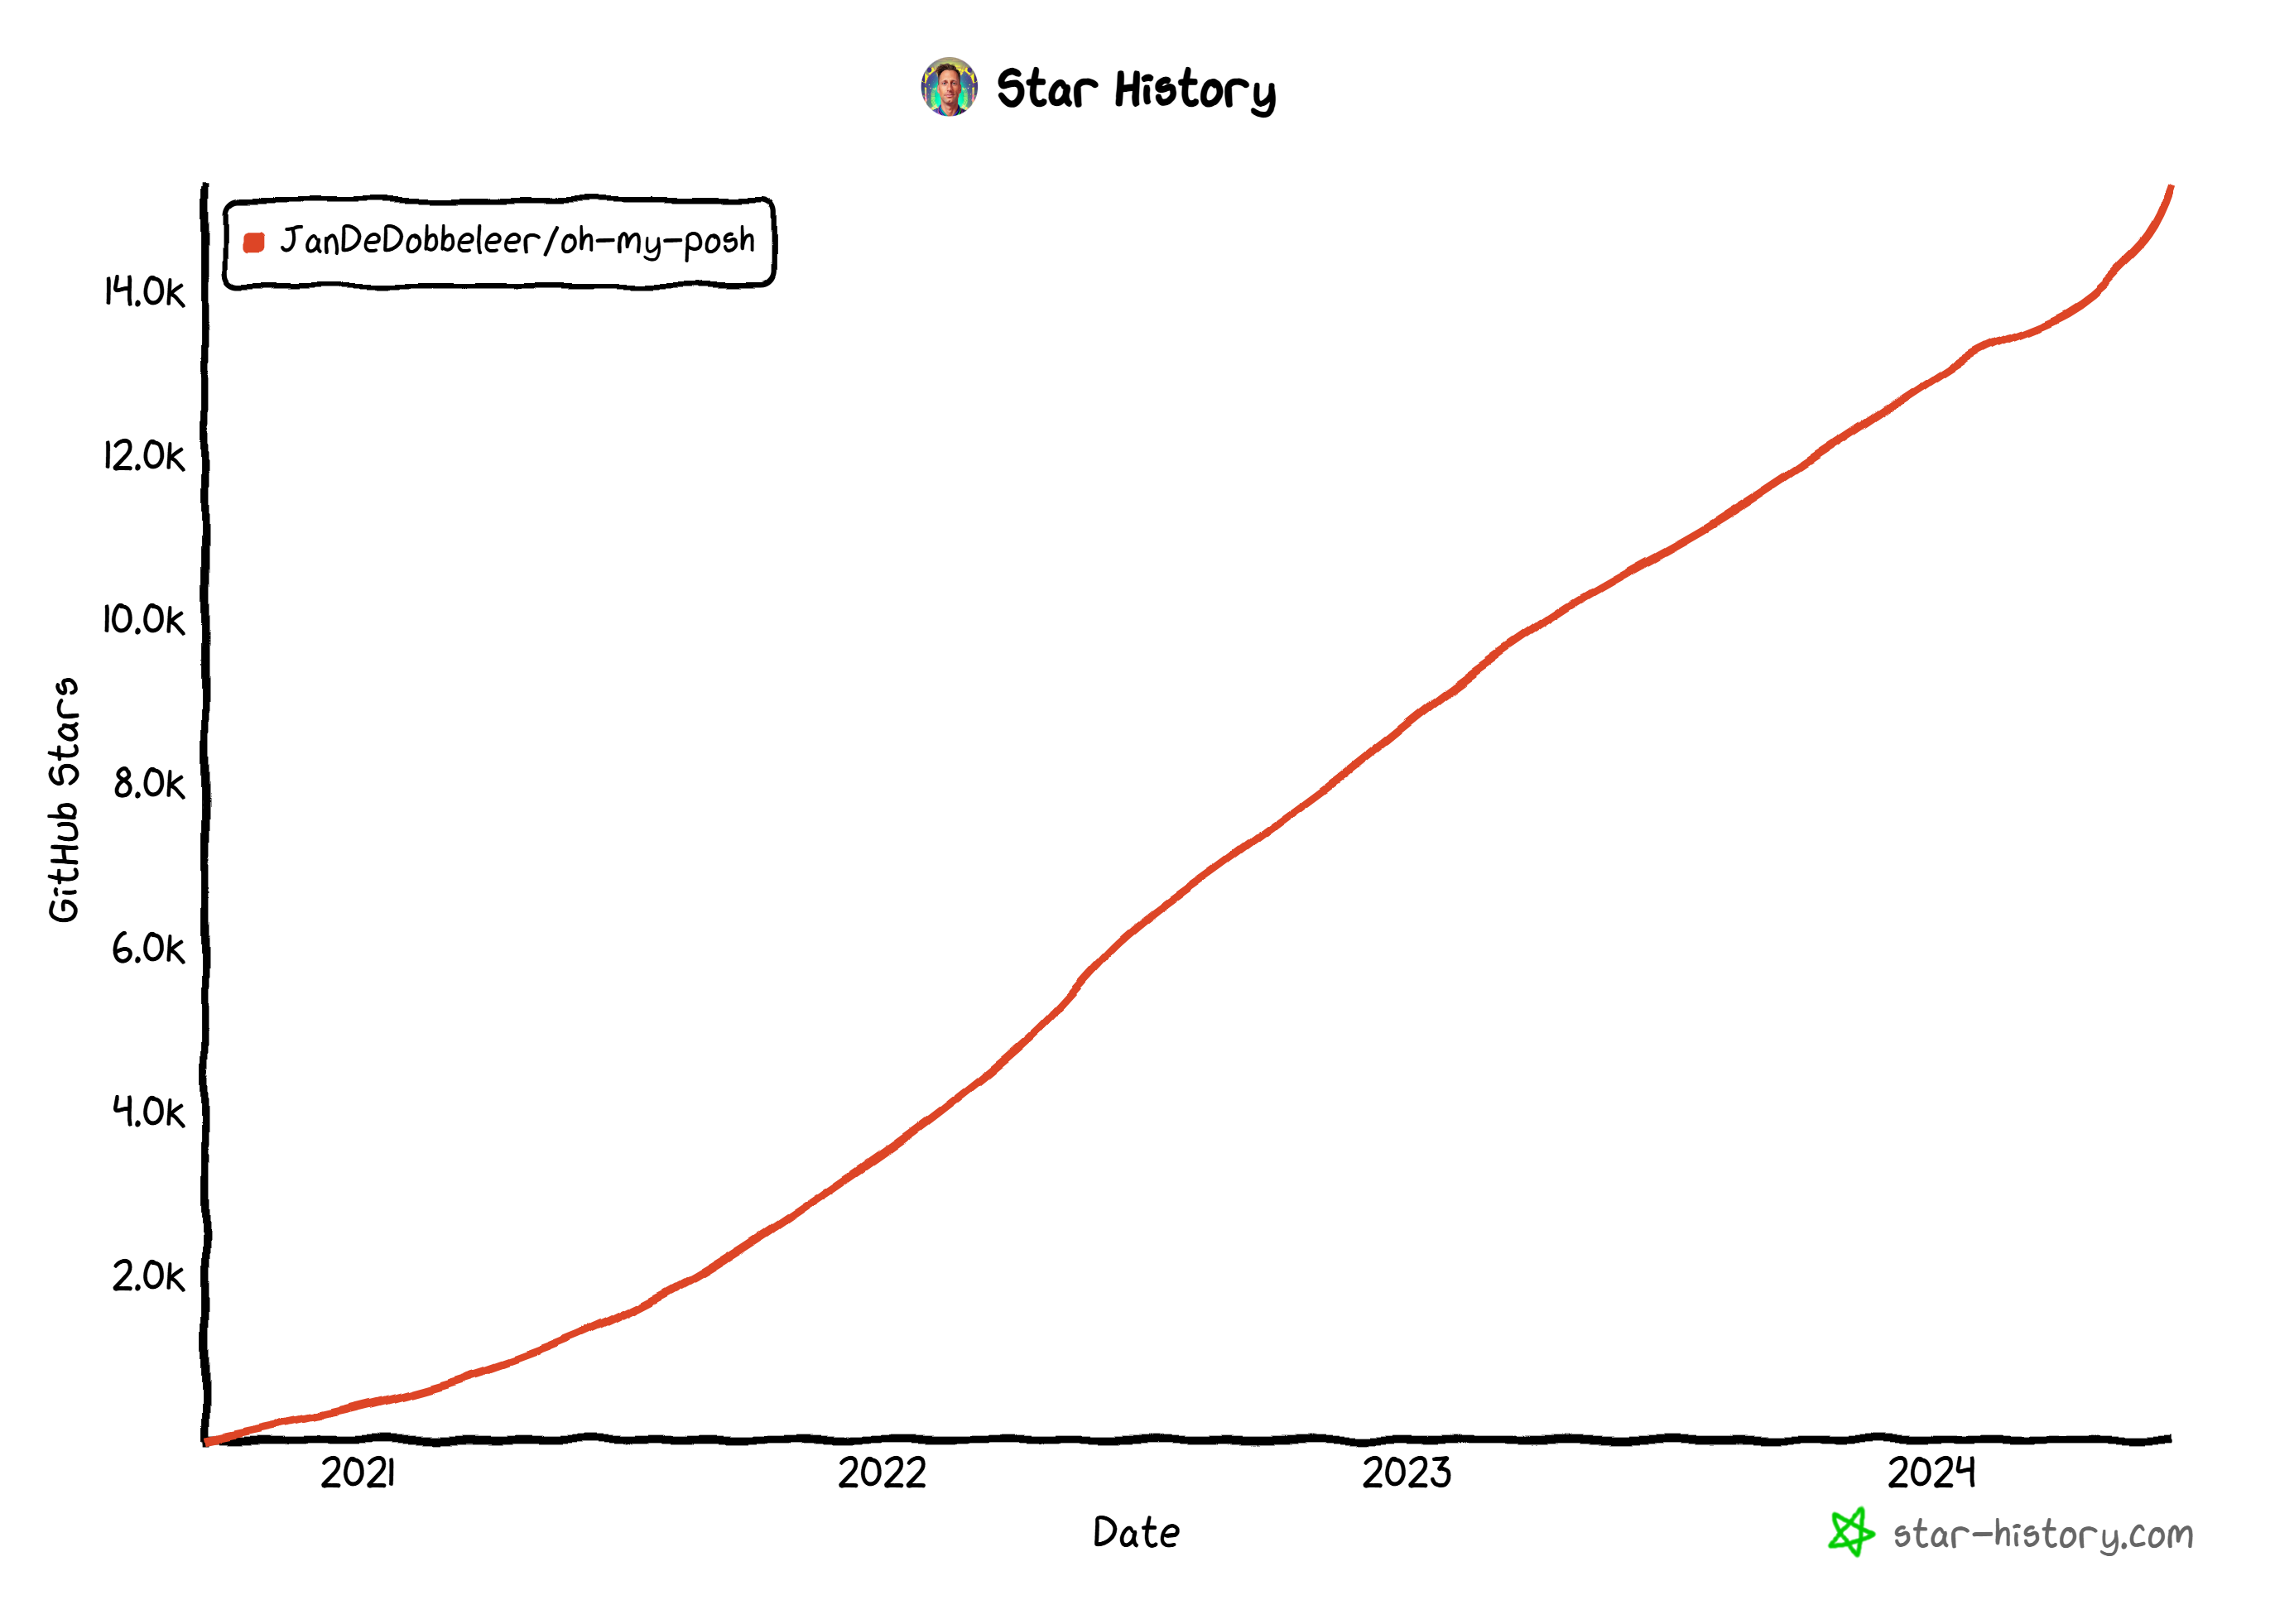 Star History
JanDeDobbeleer/oh-my-posh
14.0K
12.0K
10.0K
8.0K
6.0K
4.0K
2.0K
GitHub Stars
2021
2022
2023
2024
Date
star-history.com